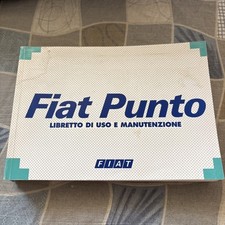 Fiat Punto
LIBRETTO DI USO E MANUTENZIONE
FIAT